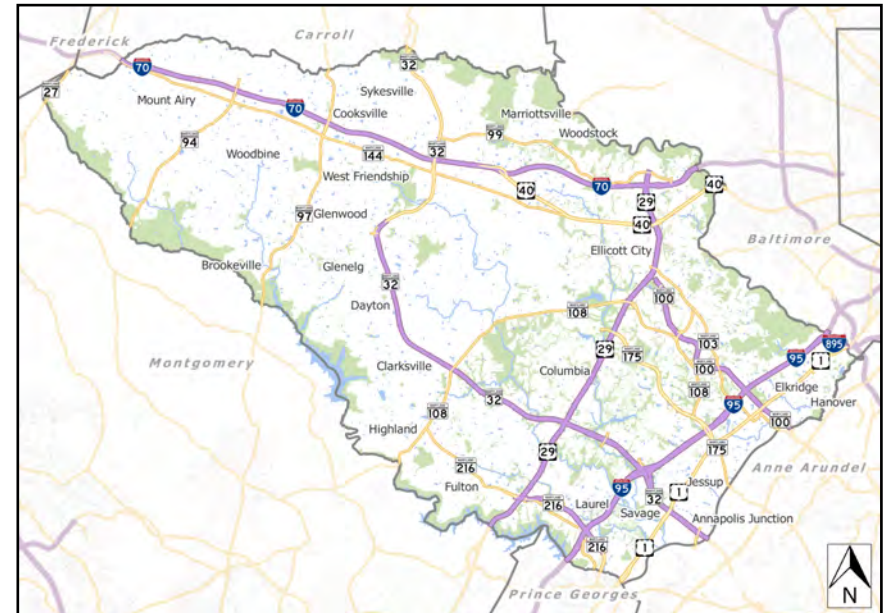 Carroll
Frederick
32
70
27
Mount Airy
Sykesville
70
Cooksville
Marriottsville
99
Woodstock
94
32
Woodbine
144
West Friendship
70
40
40
29
97
Glenwood
40
Baltimore
Ellicott City
Brookeville
Glenelg
32
100
Dayton
108
103
895
29
175
95
1
Montgomery
Clarksville
Columbia
100
Elkridge
108
32
95
Hanover
108
100
Highland
29
175
216
Anne Arundel
Fulton
Jessup
95
1
Laurel
32
216
Savage
Annapolis Junction
216
1
Prince Georges
N